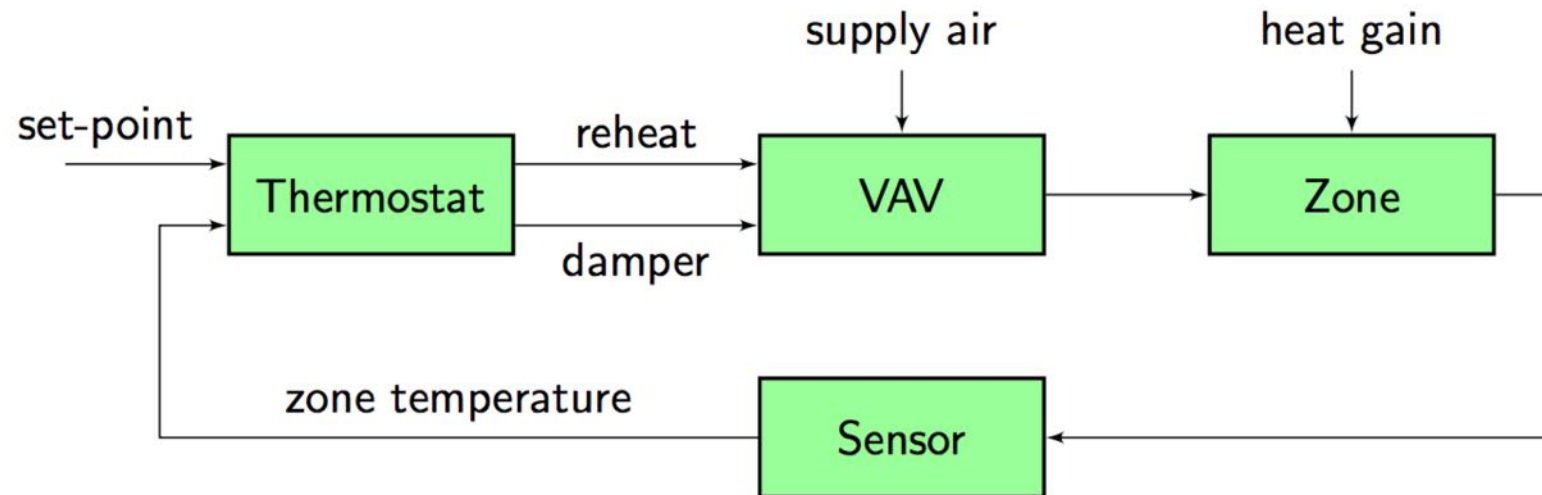 supply air
heat gain
set-point
reheat
Thermostat
VAV
Zone
damper
zone temperature
Sensor